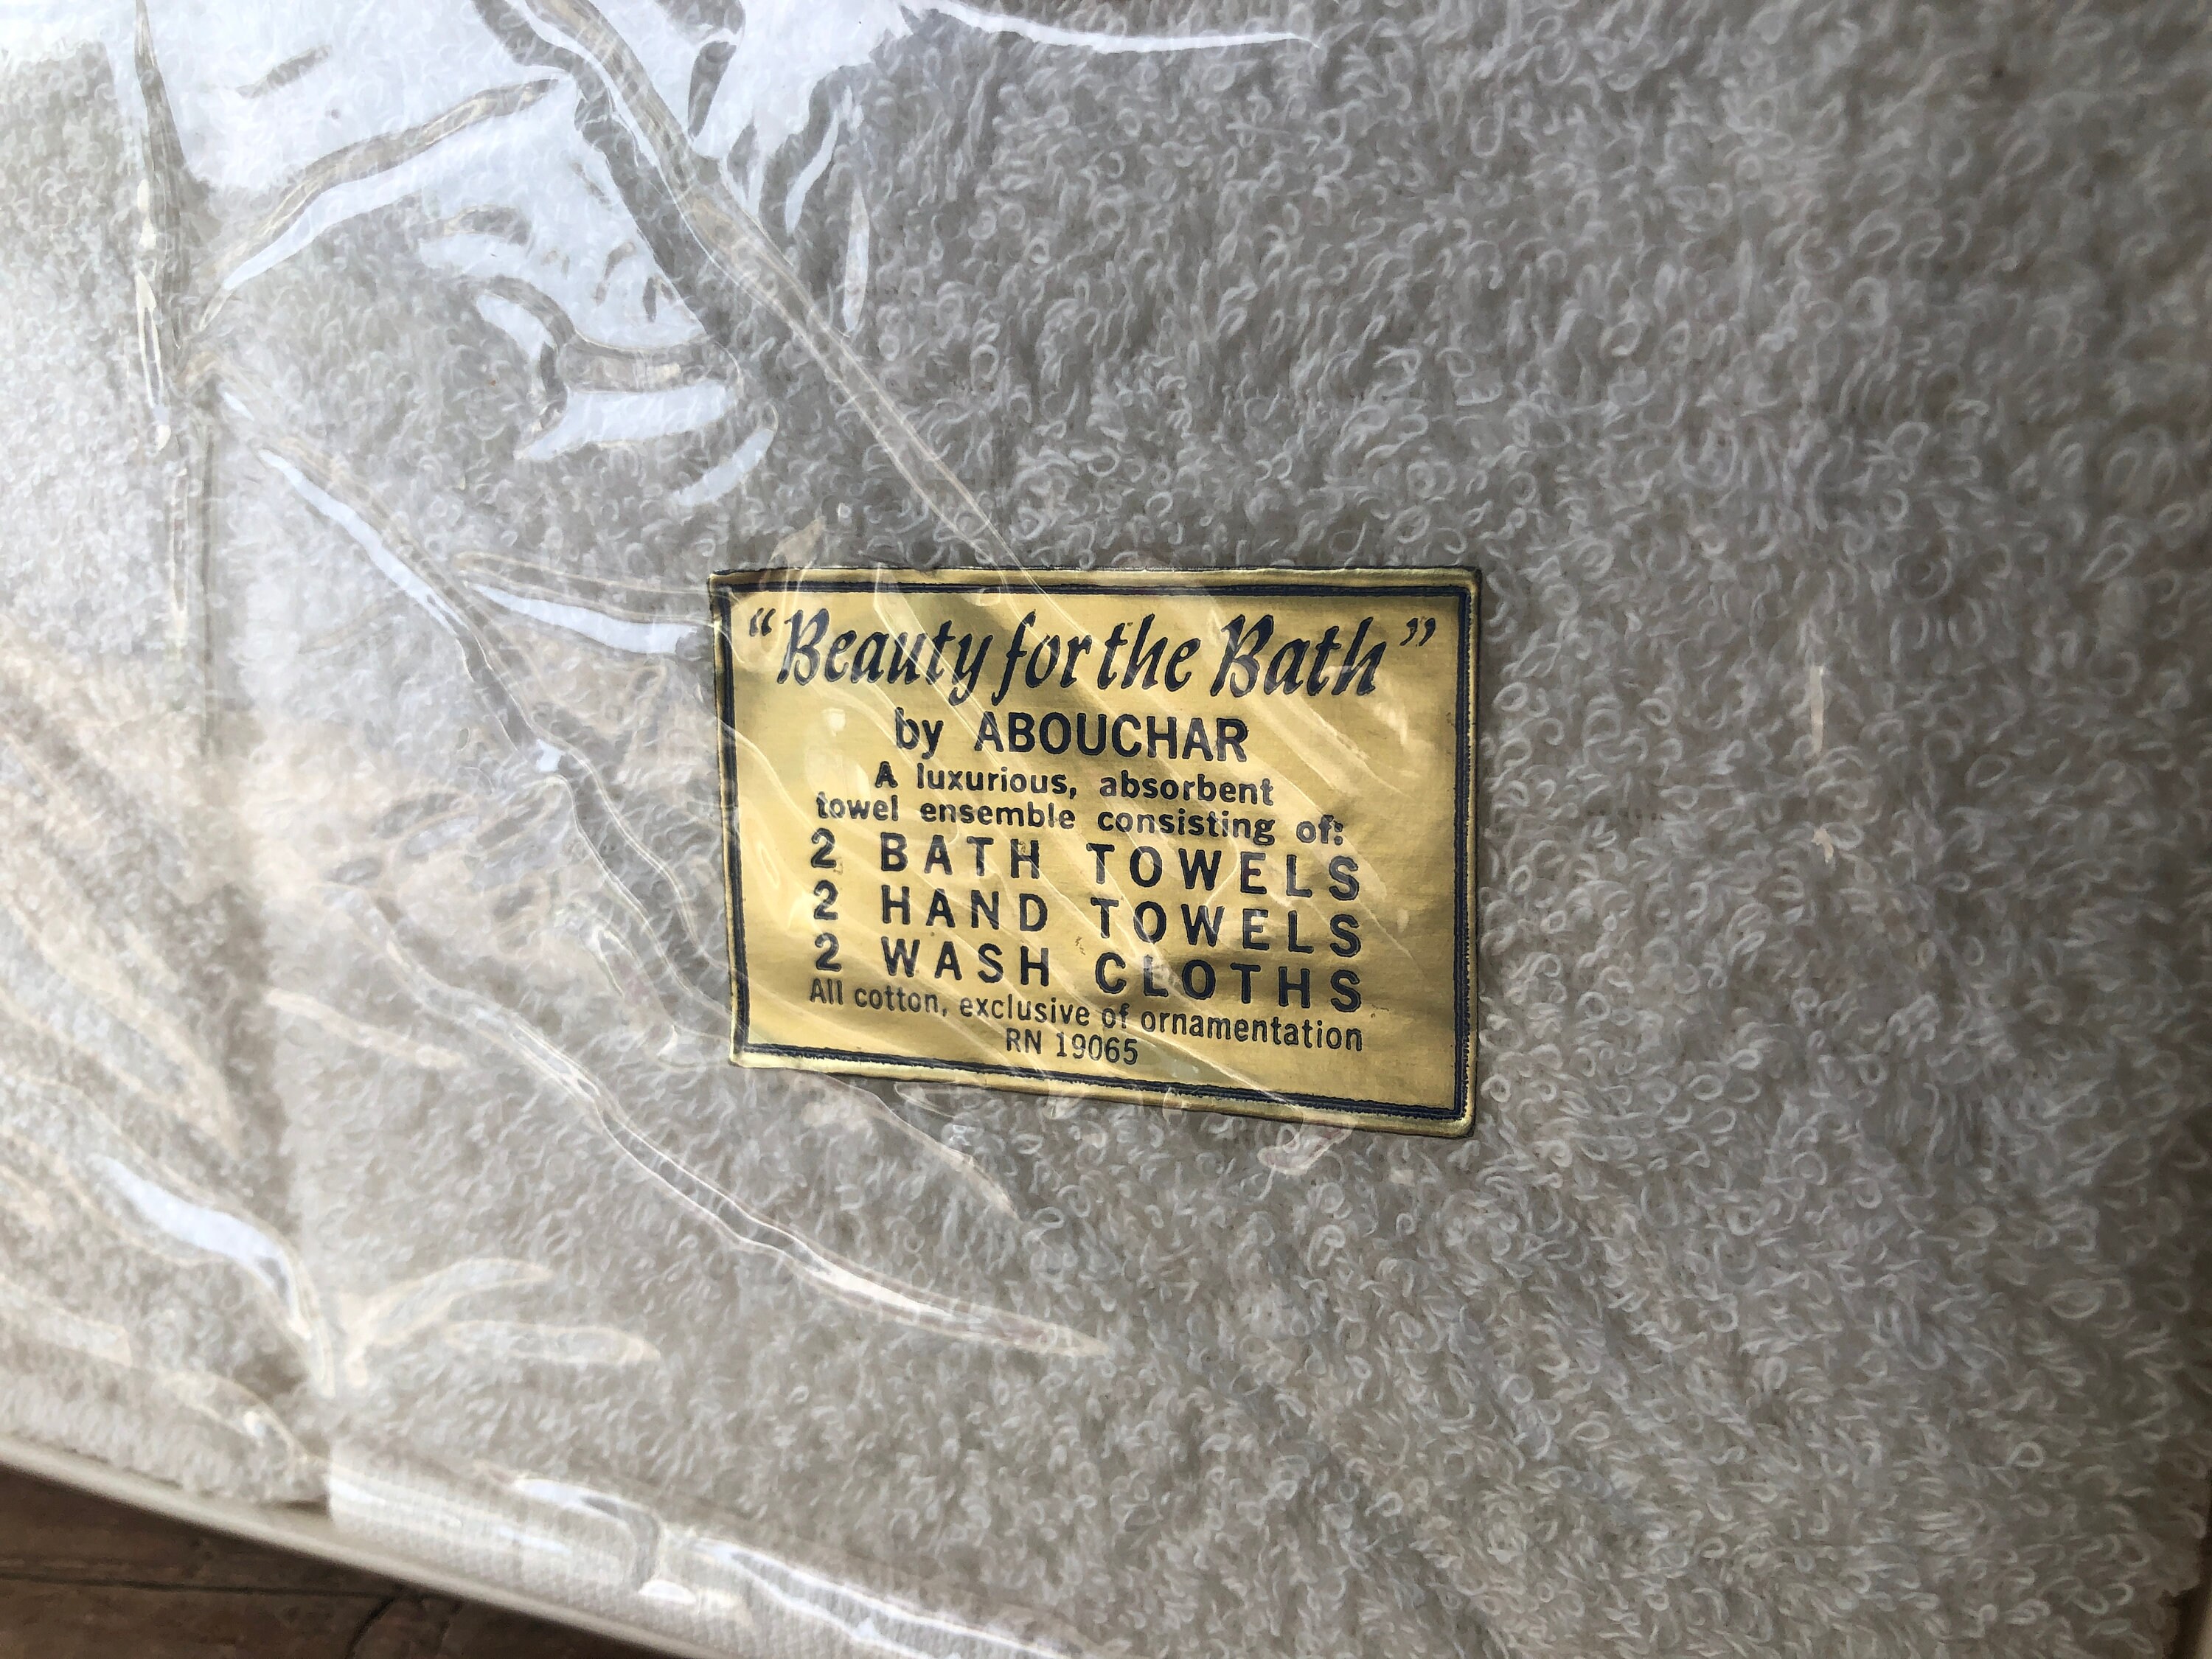 “Beauty for the Bath”
by ABOUCHAR
A luxurious, absorbent
towel ensemble consisting of:
2 BATH TOWELS
2 HAND TOWELS
2 WASH CLOTHS
All cotton, exclusive of ornamentation
RN 19065